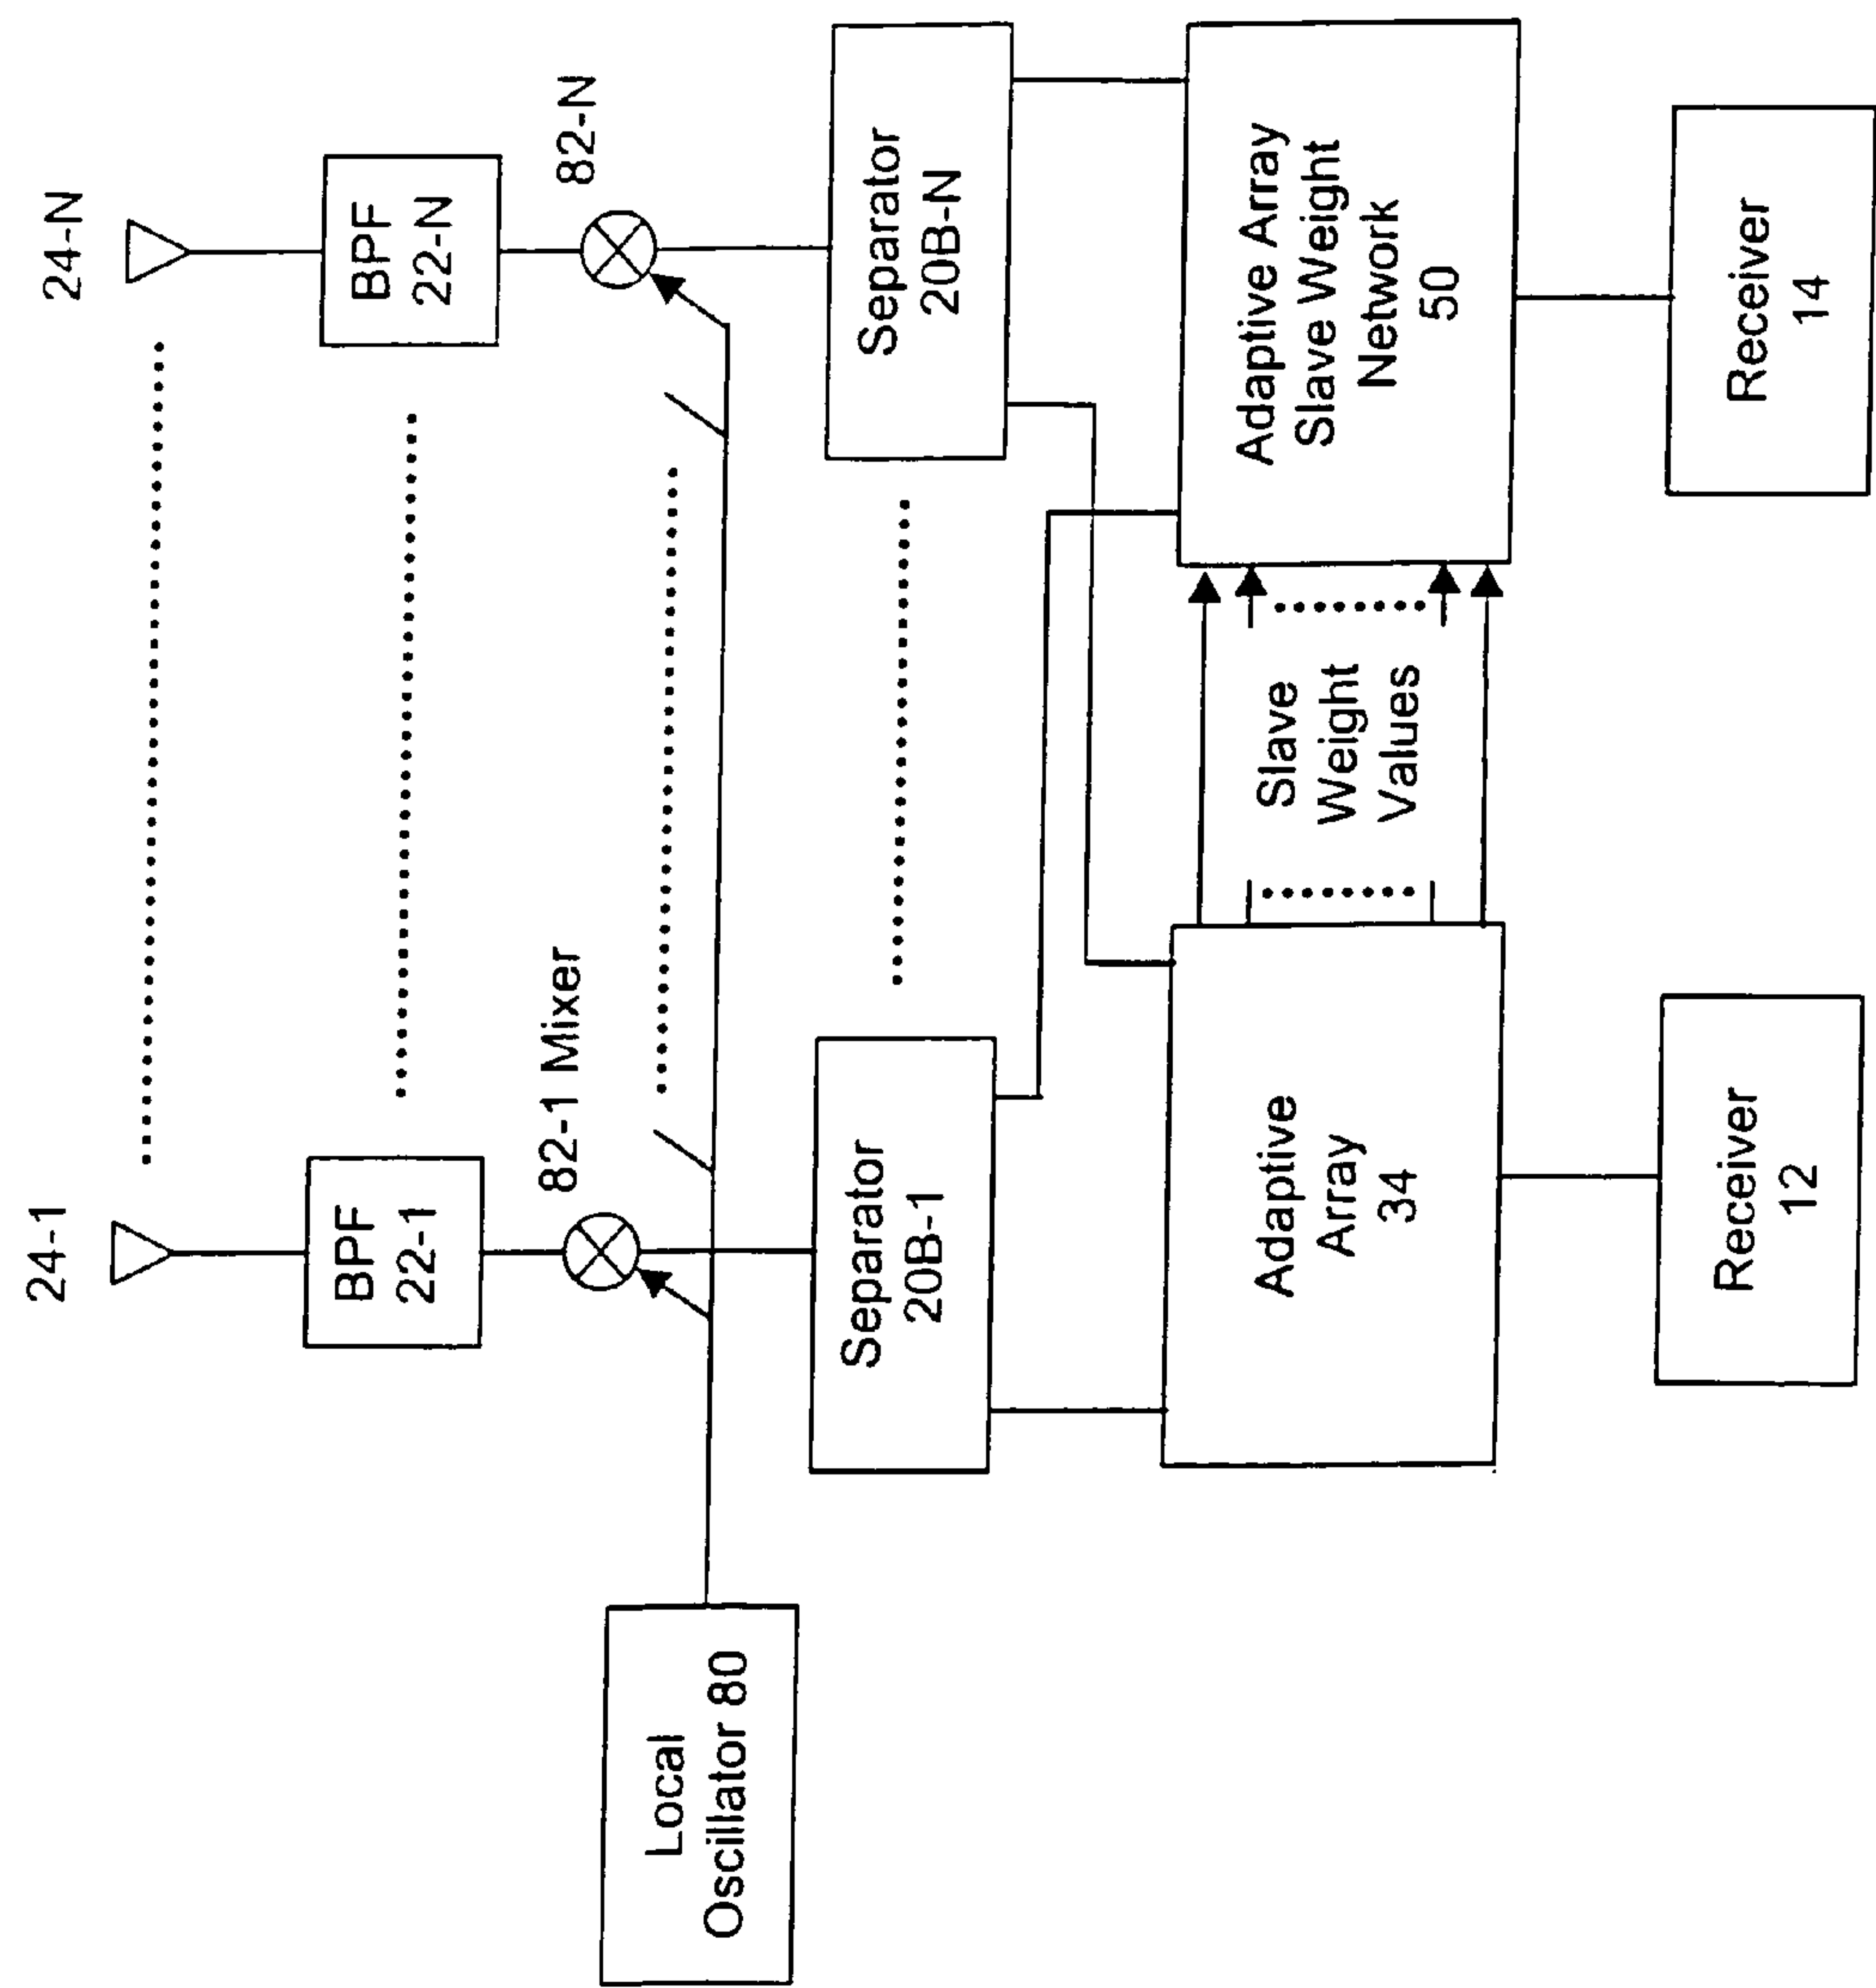 24-1
24-N
BPF
22-1
BPF
22-N
82-1 Mixer
82-N
Local
Oscillator 80
Separator
20B-1
Separator
20B-N
Adaptive
Array
34
Slave
Weight
Values
Adaptive Array
Slave Weight
Network
50
Receiver
12
Receiver
14